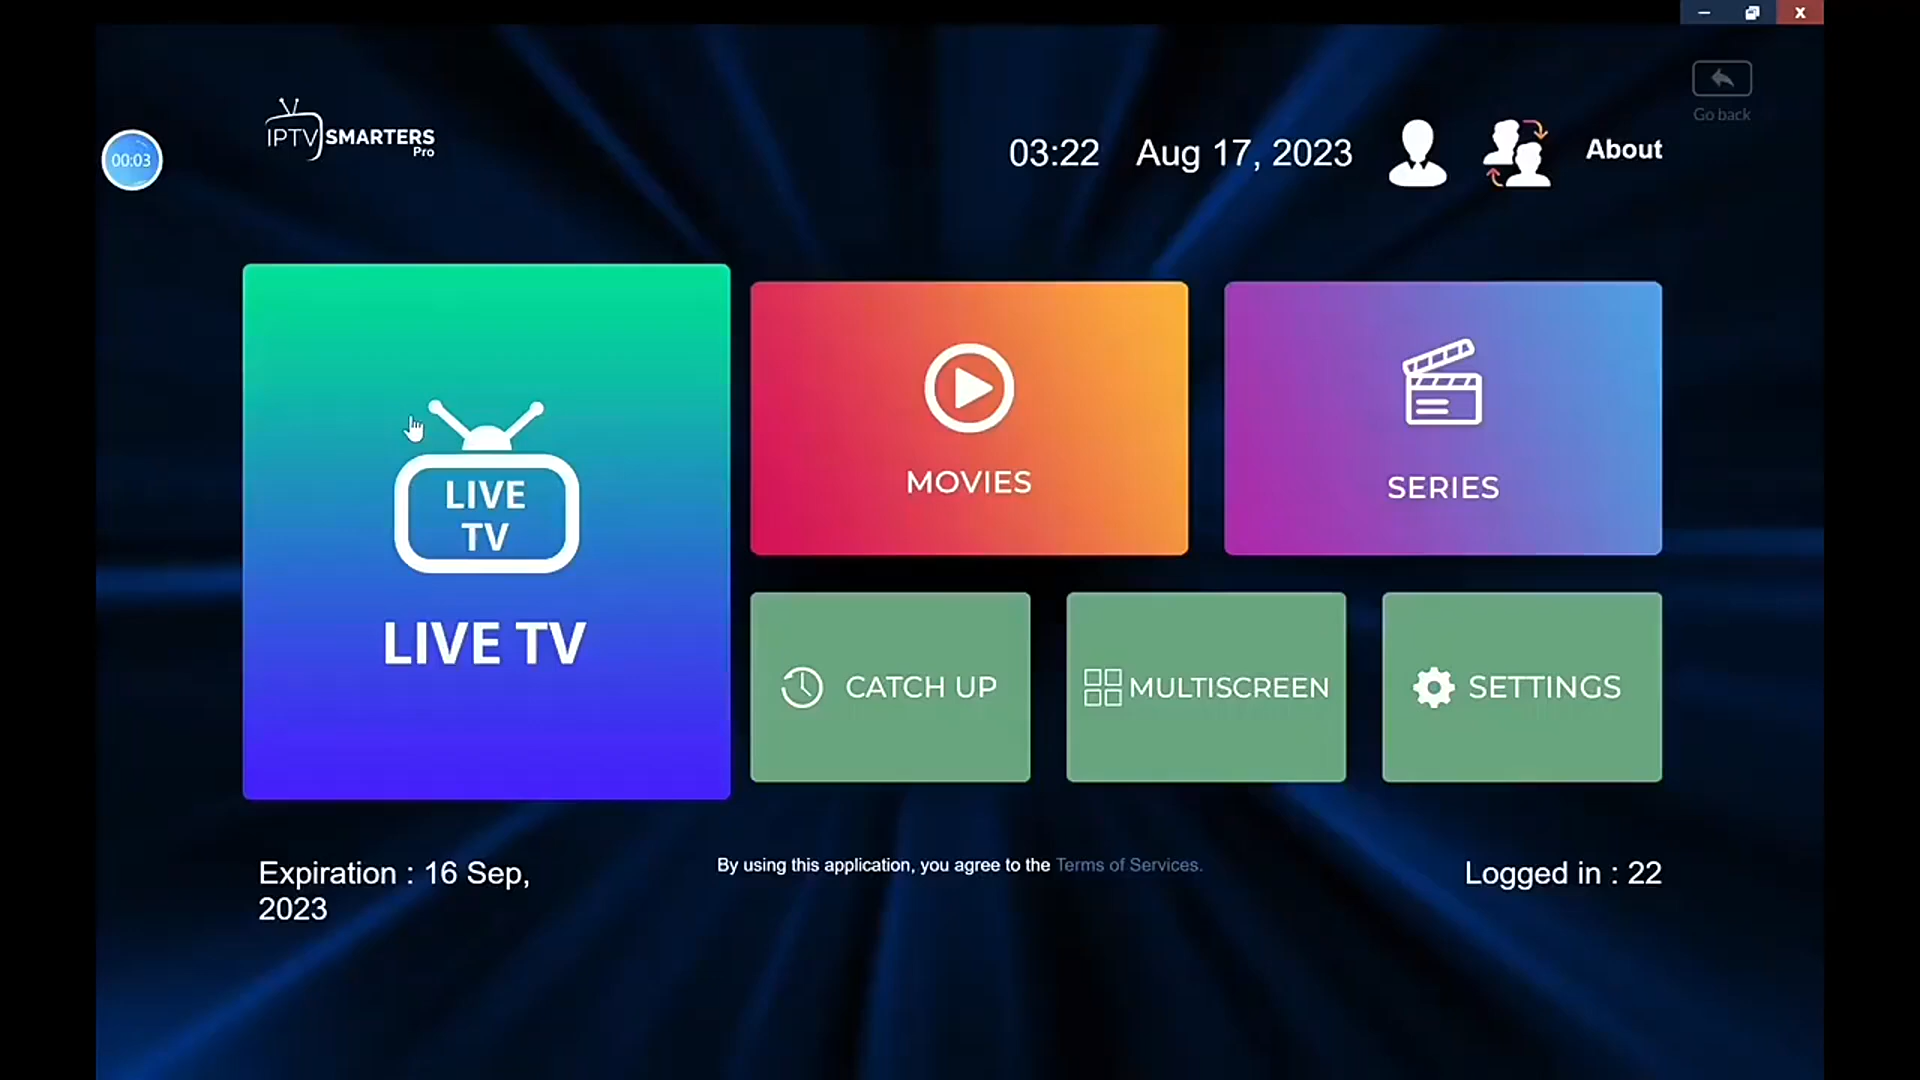 Go back
IPTV SMARTERS
Pro
00:03
03:22 Aug 17, 2023 About
LIVE
TV
LIVE TV
MOVIES
SERIES
CATCH UP
MULTISCREEN
SETTINGS
Expiration : 16 Sep,
2023
By using this application, you agree to the Terms of Services.
Logged in : 22